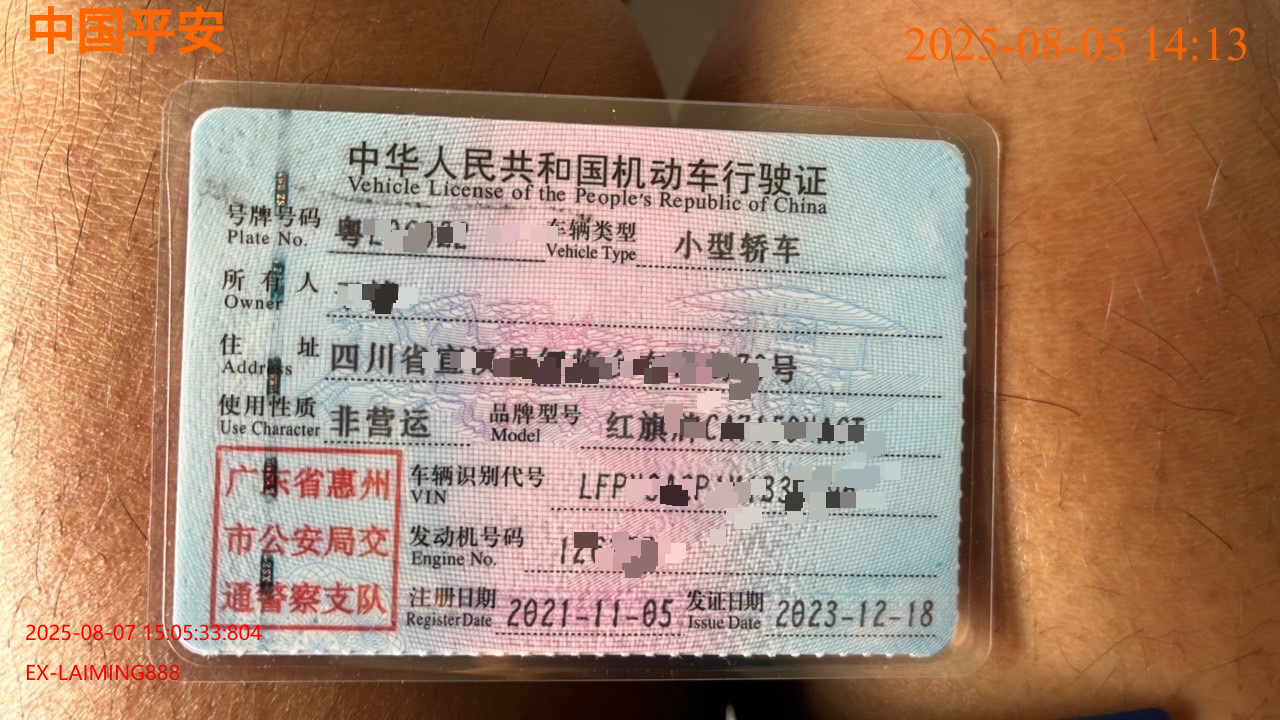 中国平安
2025-08-05 14:13
中华人民共和国机动车行驶证
Vehicle License of the People's Republic of China
号牌号码 粤 车辆类型 小型轿车
Plate No. Vehicle Type
所有人
Owner
住址 四川省 号
Address
使用性质 非营运 品牌型号 红旗牌
Use Character Model
车辆识别代号 LFP
VIN
发动机号码
Engine No.
注册日期 2021-11-05 发证日期 2023-12-18
Register Date Issue Date
广东省惠州
市公安局交
通警察支队
2025-08-07 15:05:33:804
EX-LAIMING888